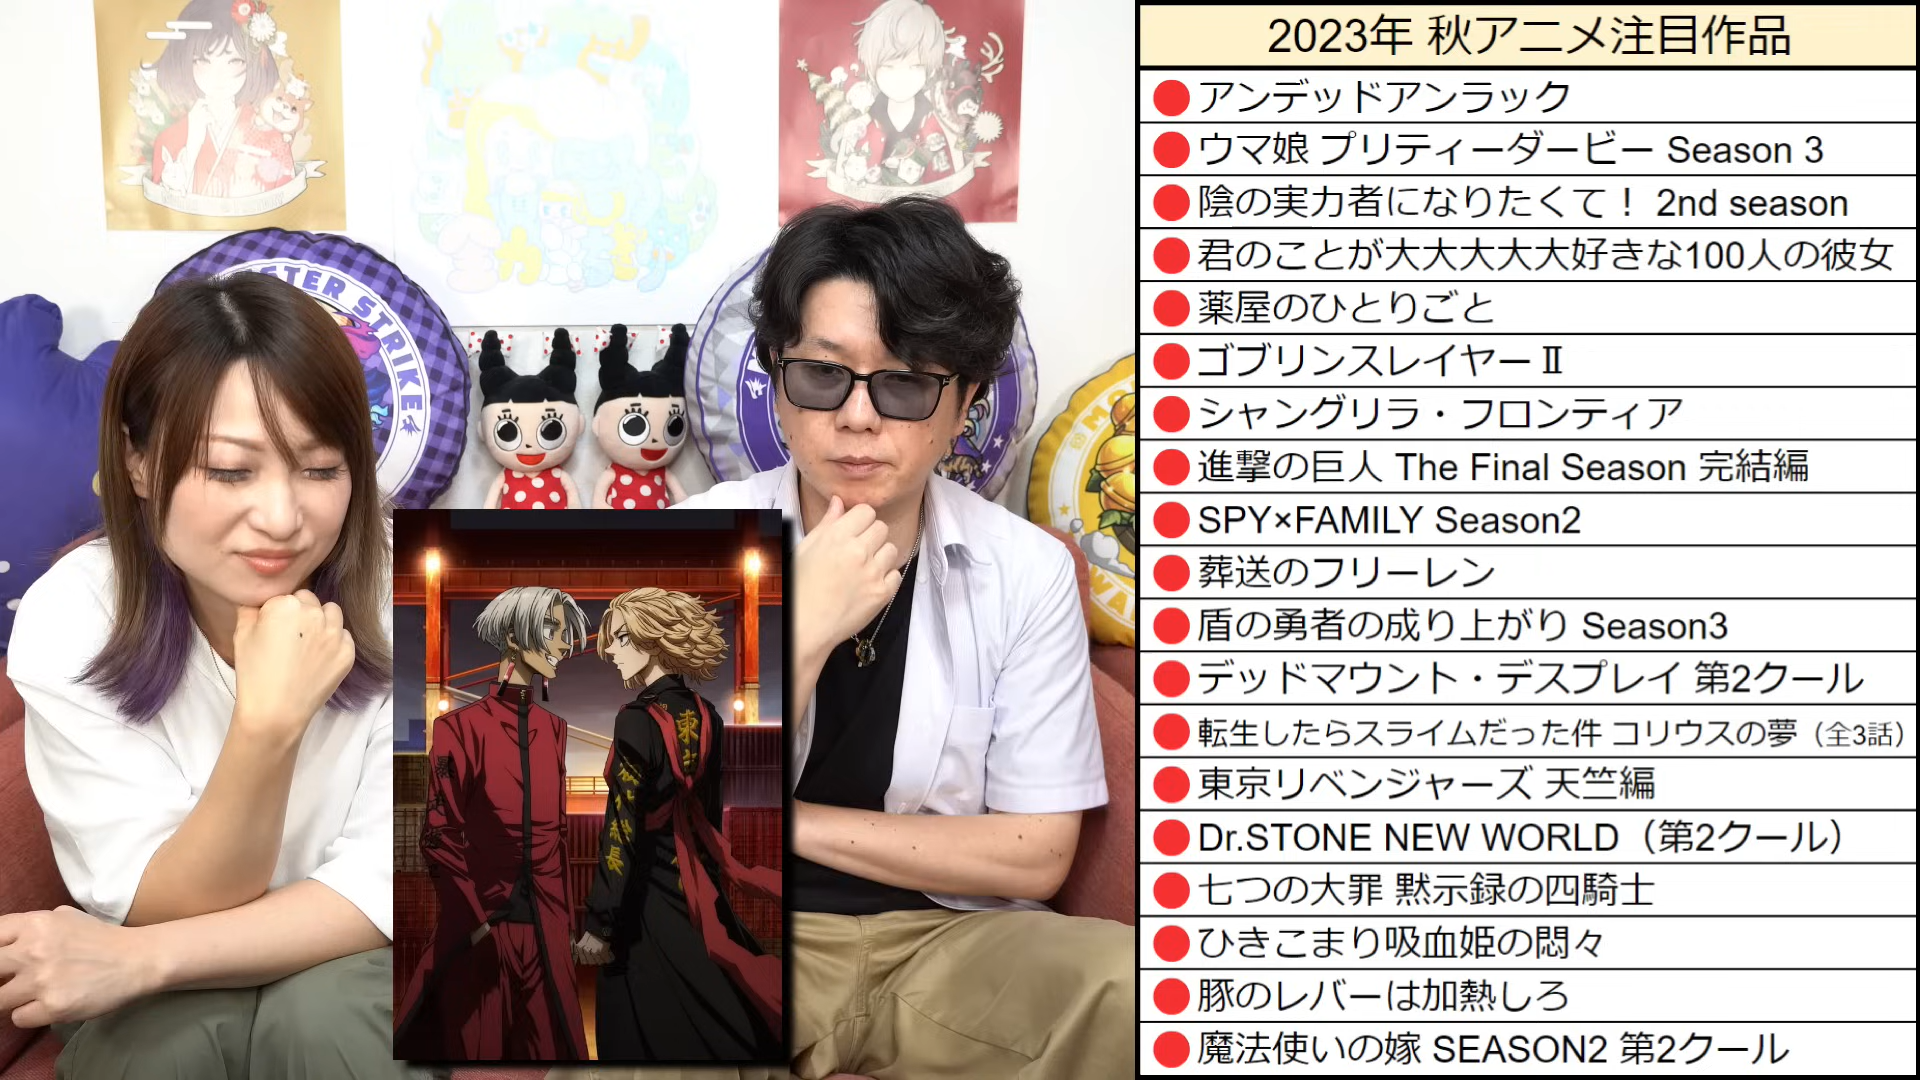 2023年 秋アニメ注目作品
アンデッドアンラック
ウマ娘 プリティーダービー Season 3
陰の実力者になりたくて！ 2nd season
君のことが大大大大大好きな100人の彼女
薬屋のひとりごと
ゴブリンスレイヤーⅡ
シャングリラ・フロンティア
進撃の巨人 The Final Season 完結編
SPY×FAMILY Season2
葬送のフリーレン
盾の勇者の成り上がり Season3
デッドマウント・デスプレイ 第2クール
転生したらスライムだった件 コリウスの夢（全3話）
東京リベンジャーズ 天竺編
Dr.STONE NEW WORLD（第2クール）
七つの大罪 黙示録の四騎士
ひきこまり吸血姫の悶々
豚のレバーは加熱しろ
魔法使いの嫁 SEASON2 第2クール
STER STRIKE